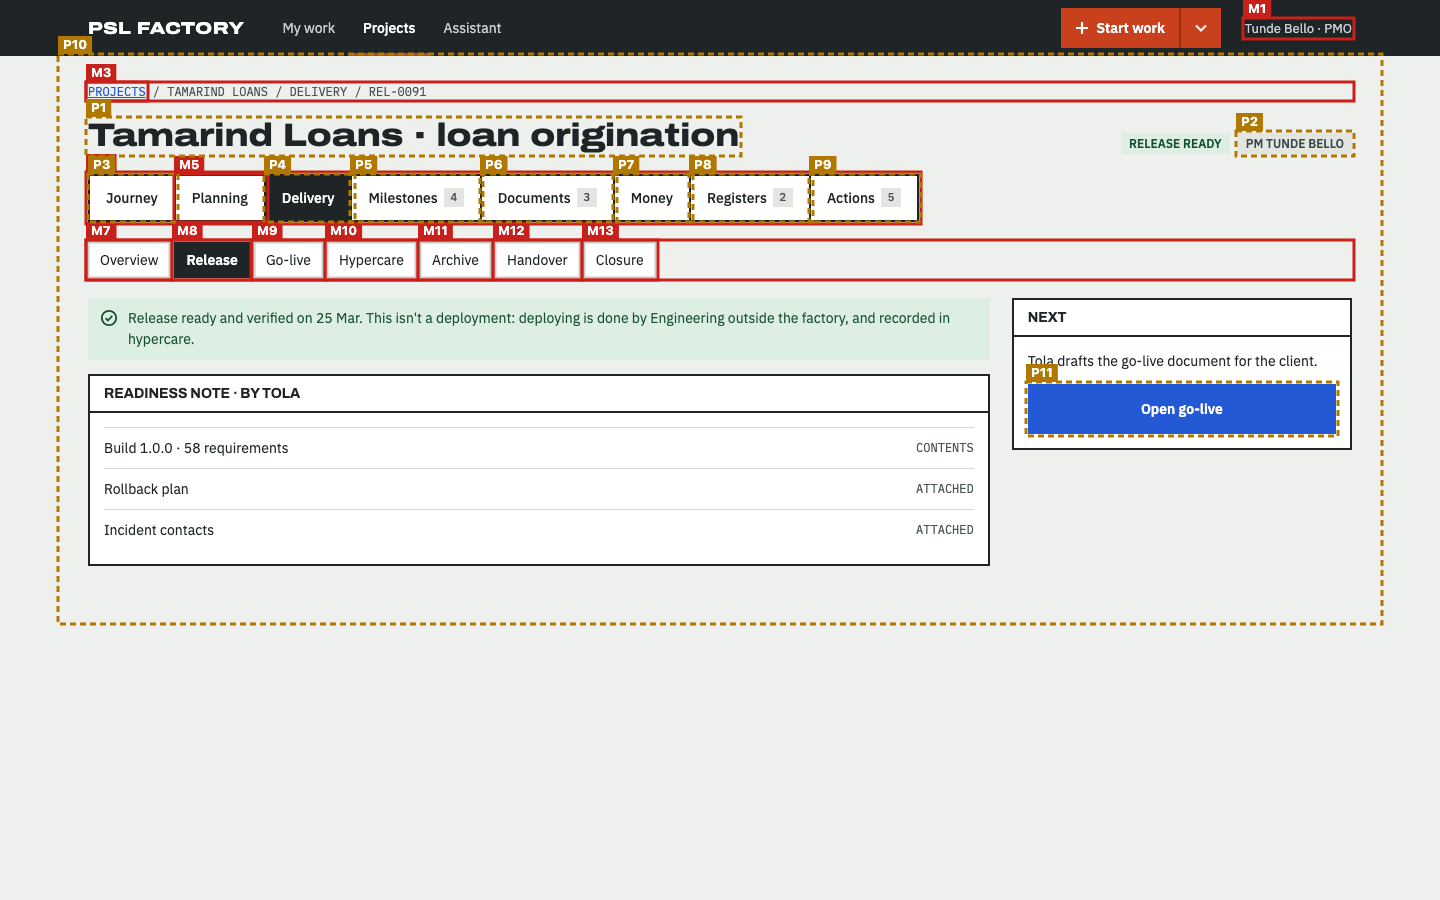 PSL FACTORY My work Projects Assistant + Start work M1 Tunde Bello · PMO
P10
M3
PROJECTS / TAMARIND LOANS / DELIVERY / REL-0091
P1
Tamarind Loans · loan origination RELEASE READY P2 PM TUNDE BELLO
P3 M5 P4 P5 P6 P7 P8 P9
Journey Planning Delivery Milestones 4 Documents 3 Money Registers 2 Actions 5
M7 M8 M9 M10 M11 M12 M13
Overview Release Go-live Hypercare Archive Handover Closure
Release ready and verified on 25 Mar. This isn't a deployment: deploying is done by Engineering outside the factory, and recorded in
hypercare.
READINESS NOTE · BY TOLA
Build 1.0.0 · 58 requirements CONTENTS
Rollback plan ATTACHED
Incident contacts ATTACHED
NEXT
Tola drafts the go-live document for the client.
P11
Open go-live